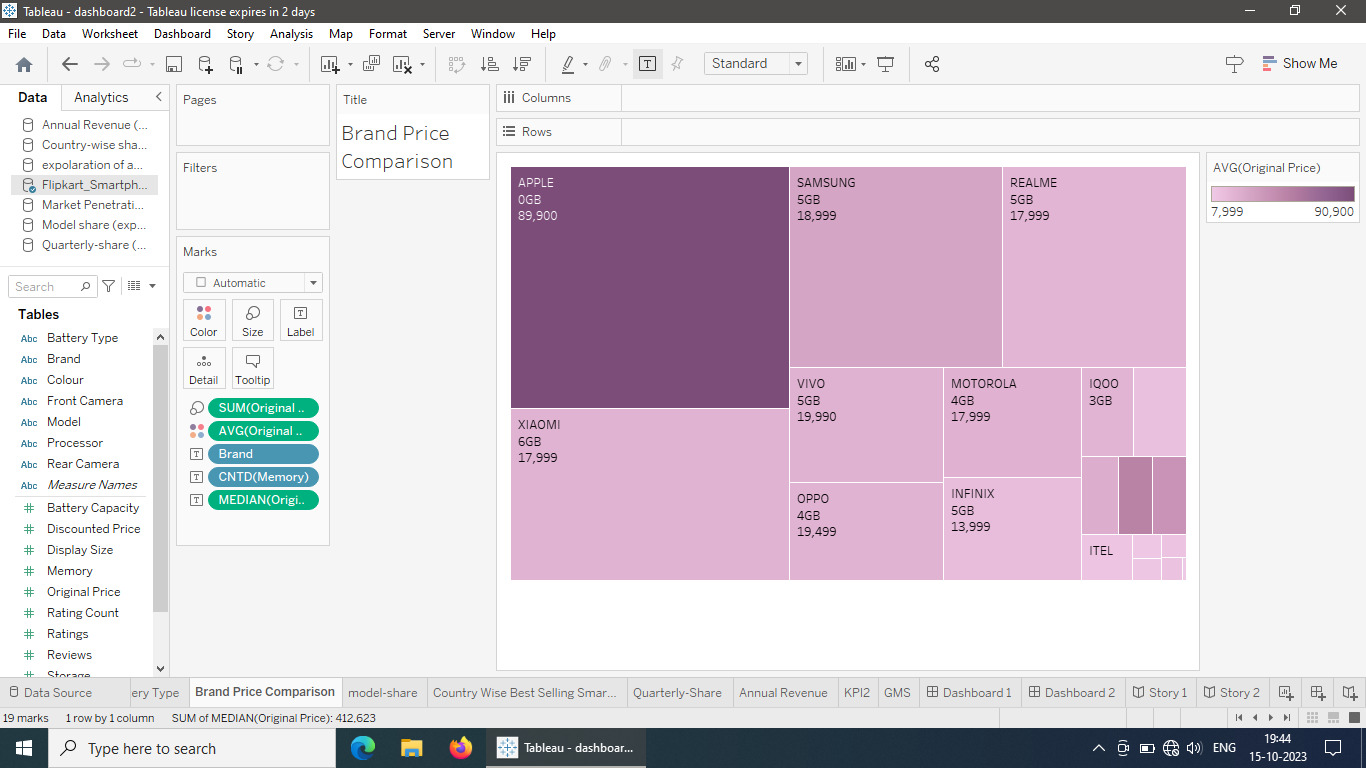 Tableau - dashboard2 - Tableau license expires in 2 days
File Data Worksheet Dashboard Story Analysis Map Format Server Window Help
Standard
Show Me
Data Analytics
Annual Revenue (...
Country-wise sha...
expolaration of a...
Flipkart_Smartph...
Market Penetrati...
Model share (exp...
Quarterly-share (...
Search
Tables
Abc Battery Type
Abc Brand
Abc Colour
Abc Front Camera
Abc Model
Abc Processor
Abc Rear Camera
Abc Measure Names
# Battery Capacity
# Discounted Price
# Display Size
# Memory
# Original Price
# Rating Count
# Ratings
# Reviews
# Storage
Pages
Filters
Marks
Automatic
Color Size Label
Detail Tooltip
SUM(Original ..
AVG(Original ..
Brand
CNTD(Memory)
MEDIAN(Origi..
Title
Brand Price
Comparison
Columns
Rows
APPLE
0GB
89,900
SAMSUNG
5GB
18,999
REALME
5GB
17,999
XIAOMI
6GB
17,999
VIVO
5GB
19,990
MOTOROLA
4GB
17,999
IQOO
3GB
OPPO
4GB
19,499
INFINIX
5GB
13,999
ITEL
AVG(Original Price)
7,999 90,900
Data Source ery Type Brand Price Comparison model-share Country Wise Best Selling Smar... Quarterly-Share Annual Revenue KPI2 GMS Dashboard 1 Dashboard 2 Story 1 Story 2
19 marks 1 row by 1 column SUM of MEDIAN(Original Price): 412,623
Type here to search
Tableau - dashboar...
ENG
19:44
15-10-2023